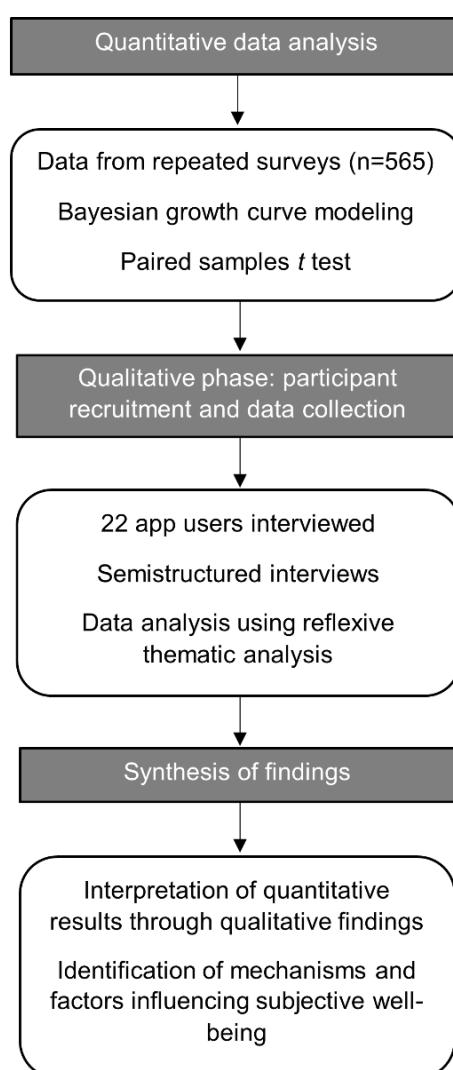 Quantitative data analysis
Data from repeated surveys (n=565)
Bayesian growth curve modeling
Paired samples t test
Qualitative phase: participant
recruitment and data collection
22 app users interviewed
Semistructured interviews
Data analysis using reflexive
thematic analysis
Synthesis of findings
Interpretation of quantitative
results through qualitative findings
Identification of mechanisms and
factors influencing subjective well-
being